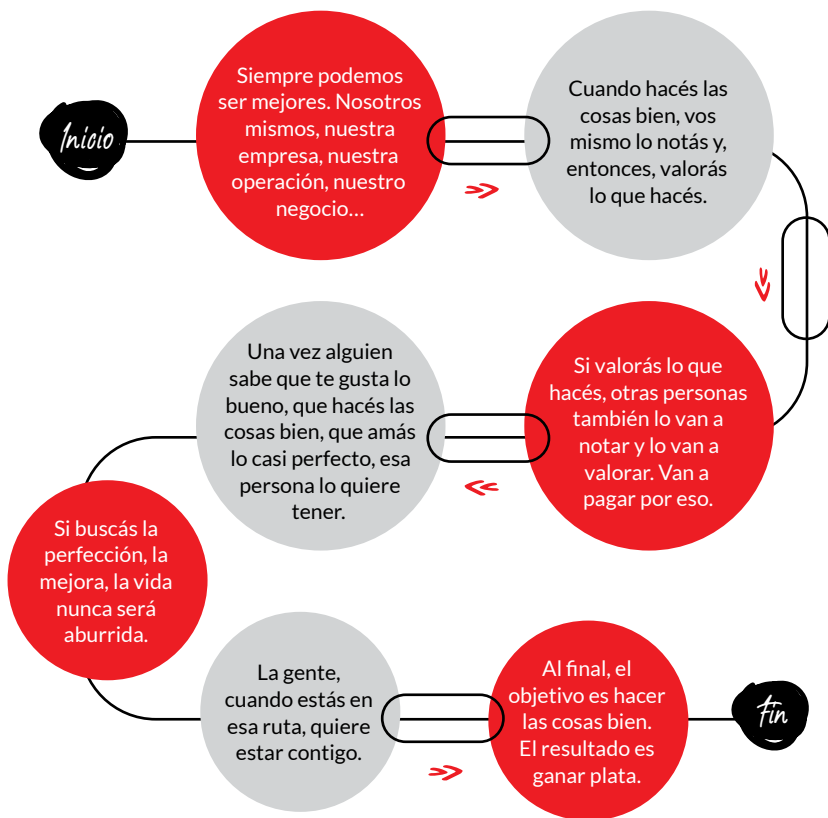 Inicio
Siempre podemos
ser mejores. Nosotros
mismos, nuestra
empresa, nuestra
operación, nuestro
negocio…
Cuando hacés las
cosas bien, vos
mismo lo notás y,
entonces, valorás
lo que hacés.
Si valorás lo que
hacés, otras personas
también lo van a
notar y lo van a
valorar. Van a
pagar por eso.
Una vez alguien
sabe que te gusta lo
bueno, que hacés las
cosas bien, que amás
lo casi perfecto, esa
persona lo quiere
tener.
Si buscás la
perfección, la
mejora, la vida
nunca será
aburrida.
La gente,
cuando estás en
esa ruta, quiere
estar contigo.
Al final, el
objetivo es hacer
las cosas bien.
El resultado es
ganar plata.
Fin